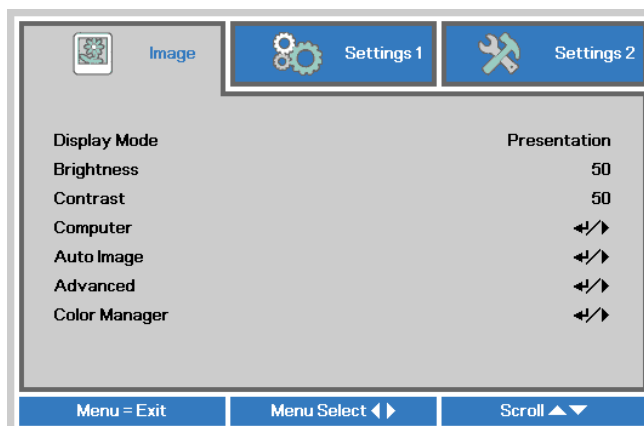 Image Settings 1 Settings 2
Display Mode Presentation
Brightness 50
Contrast 50
Computer ↵/▶
Auto Image ↵/▶
Advanced ↵/▶
Color Manager ↵/▶
Menu = Exit Menu Select ◀ ▶ Scroll ▲▼